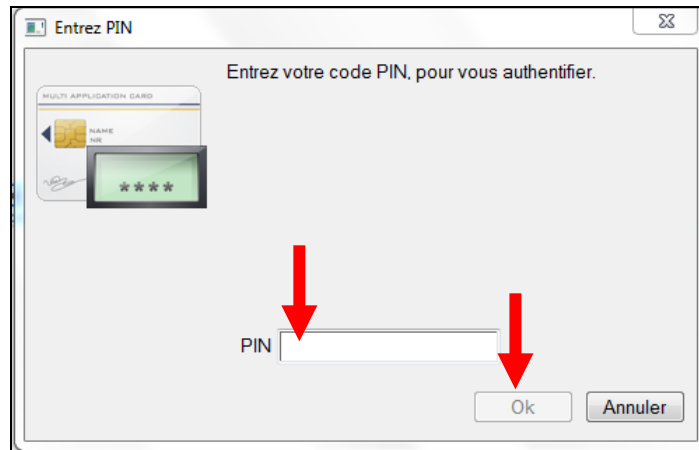 Entrez PIN
Entrez votre code PIN, pour vous authentifier.
MULTI APPLICATION CARD
NAME
NR
****
PIN
Ok
Annuler